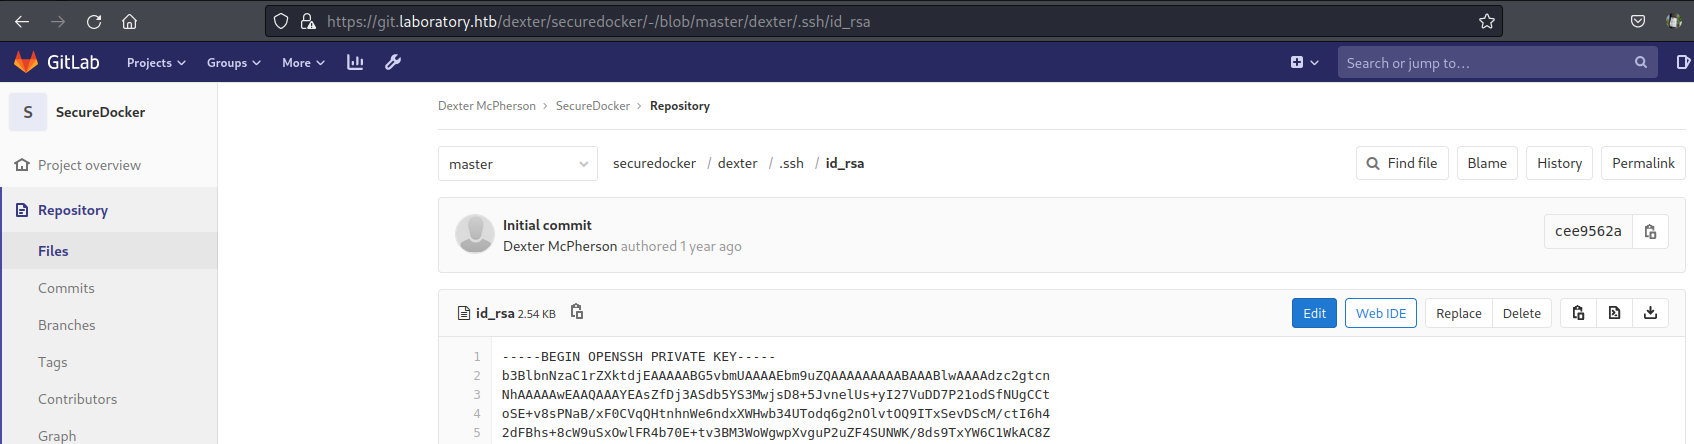 https://git.laboratory.htb/dexter/securedocker/-/blob/master/dexter/.ssh/id_rsa
GitLab Projects Groups More Search or jump to...
S SecureDocker
Dexter McPherson > SecureDocker > Repository
Project overview
master securedocker / dexter / .ssh / id_rsa Find file Blame History Permalink
Repository
Initial commit
Dexter McPherson authored 1 year ago
cee9562a
Files
Commits
Branches
Tags
Contributors
Graph
id_rsa 2.54 KB Edit Web IDE Replace Delete
1 -----BEGIN OPENSSH PRIVATE KEY-----
2 b3BlbnNzaC1rZXktdjEAAAAABG5vbmUAAAAEbm9uZQAAAAAAAAABAAABlwAAAAdzc2gtcn
3 NhAAAAAwEAAQAAAYEAsZfDj3ASdb5YS3MwjsD8+5JvnelUs+yI27VuDD7P21odSfNUgCCt
4 oSE+v8sPNaB/xF0CVqQHtnhnWe6ndxXWHwb34UTodq6g2nOlvtOQ9ITxSevDScM/ctI6h4
5 2dFBhs+8cW9uSxOwlFR4b70E+tv3BM3WoWgwpXvguP2uZF4SUNWK/8ds9TxYW6C1WkAC8Z